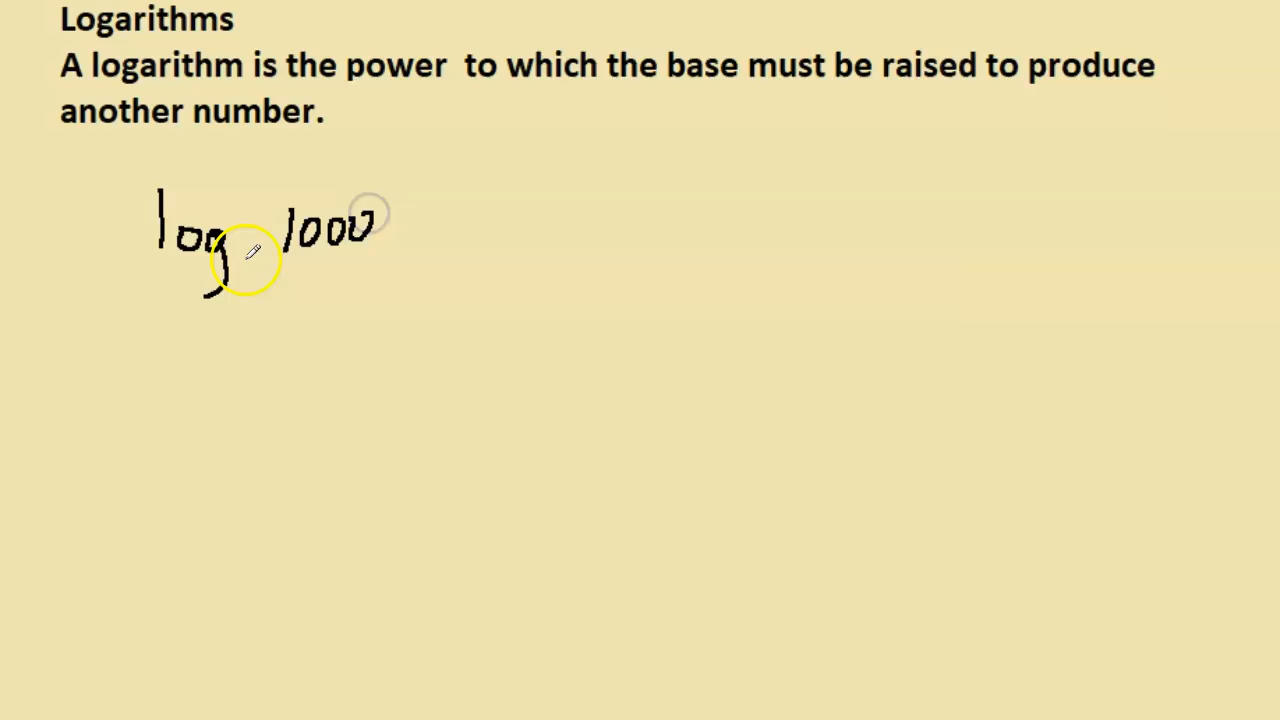 Logarithms
A logarithm is the power  to which the base must be raised to produce
another number.
log 1000